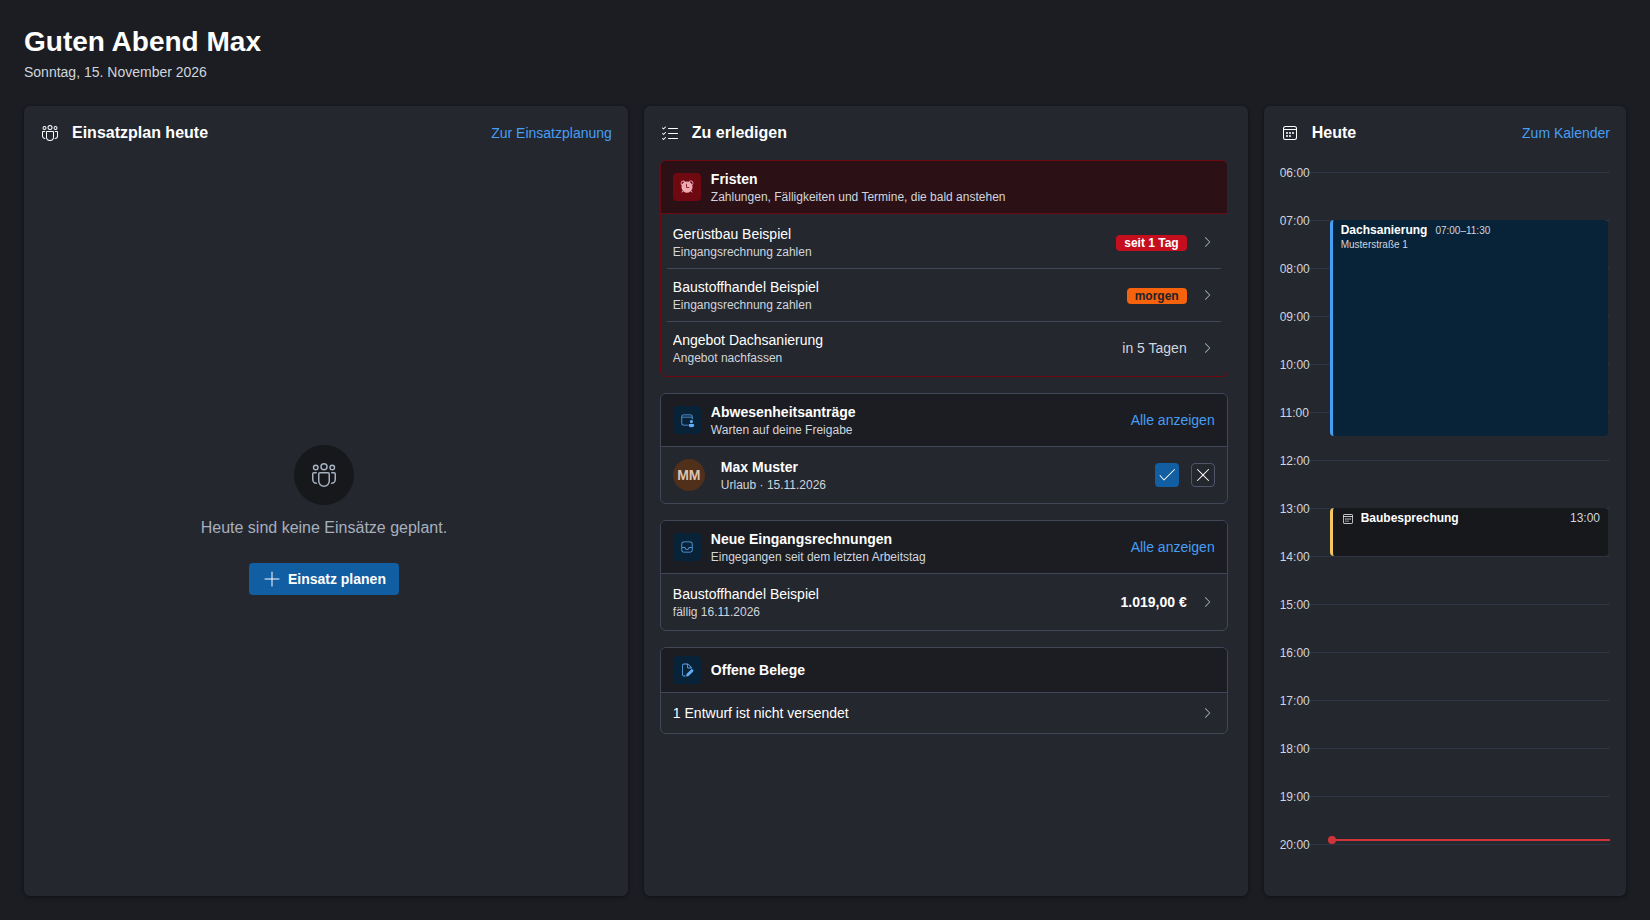 Guten Abend Max
Sonntag, 15. November 2026
Einsatzplan heute
Zur Einsatzplanung
Heute sind keine Einsätze geplant.
Einsatz planen
Zu erledigen
Fristen
Zahlungen, Fälligkeiten und Termine, die bald anstehen
Gerüstbau Beispiel
Eingangsrechnung zahlen
seit 1 Tag
Baustoffhandel Beispiel
Eingangsrechnung zahlen
morgen
Angebot Dachsanierung
Angebot nachfassen
in 5 Tagen
Abwesenheitsanträge
Warten auf deine Freigabe
Alle anzeigen
MM
Max Muster
Urlaub · 15.11.2026
Neue Eingangsrechnungen
Eingegangen seit dem letzten Arbeitstag
Alle anzeigen
Baustoffhandel Beispiel
fällig 16.11.2026
1.019,00 €
Offene Belege
1 Entwurf ist nicht versendet
Heute
Zum Kalender
06:00
07:00
Dachsanierung 07:00–11:30
Musterstraße 1
08:00
09:00
10:00
11:00
12:00
13:00
Baubesprechung 13:00
14:00
15:00
16:00
17:00
18:00
19:00
20:00